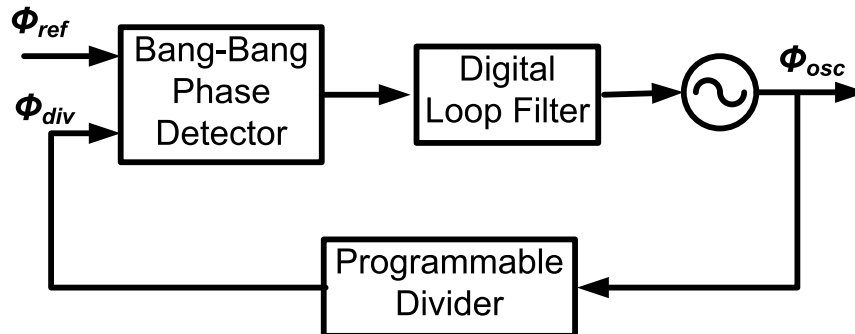 Φref
Φdiv
Bang-Bang
Phase
Detector
Digital
Loop Filter
Φosc
Programmable
Divider